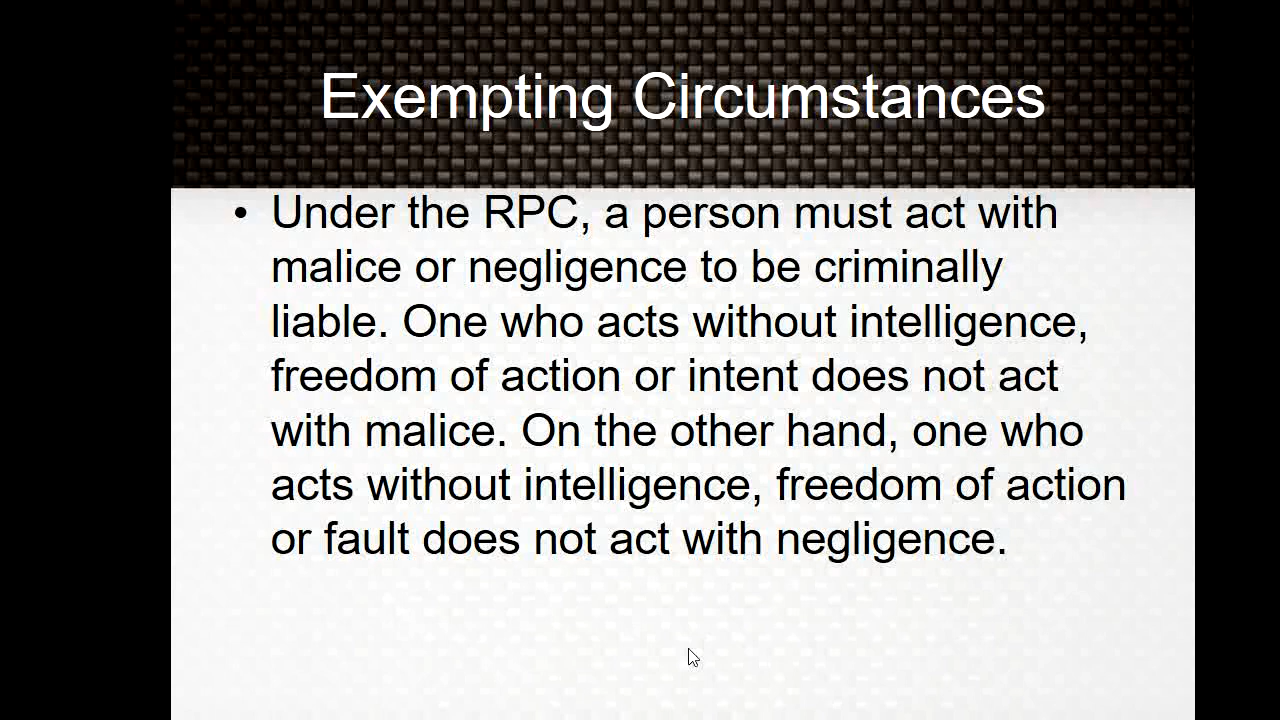 Exempting Circumstances
• Under the RPC, a person must act with
malice or negligence to be criminally
liable. One who acts without intelligence,
freedom of action or intent does not act
with malice. On the other hand, one who
acts without intelligence, freedom of action
or fault does not act with negligence.